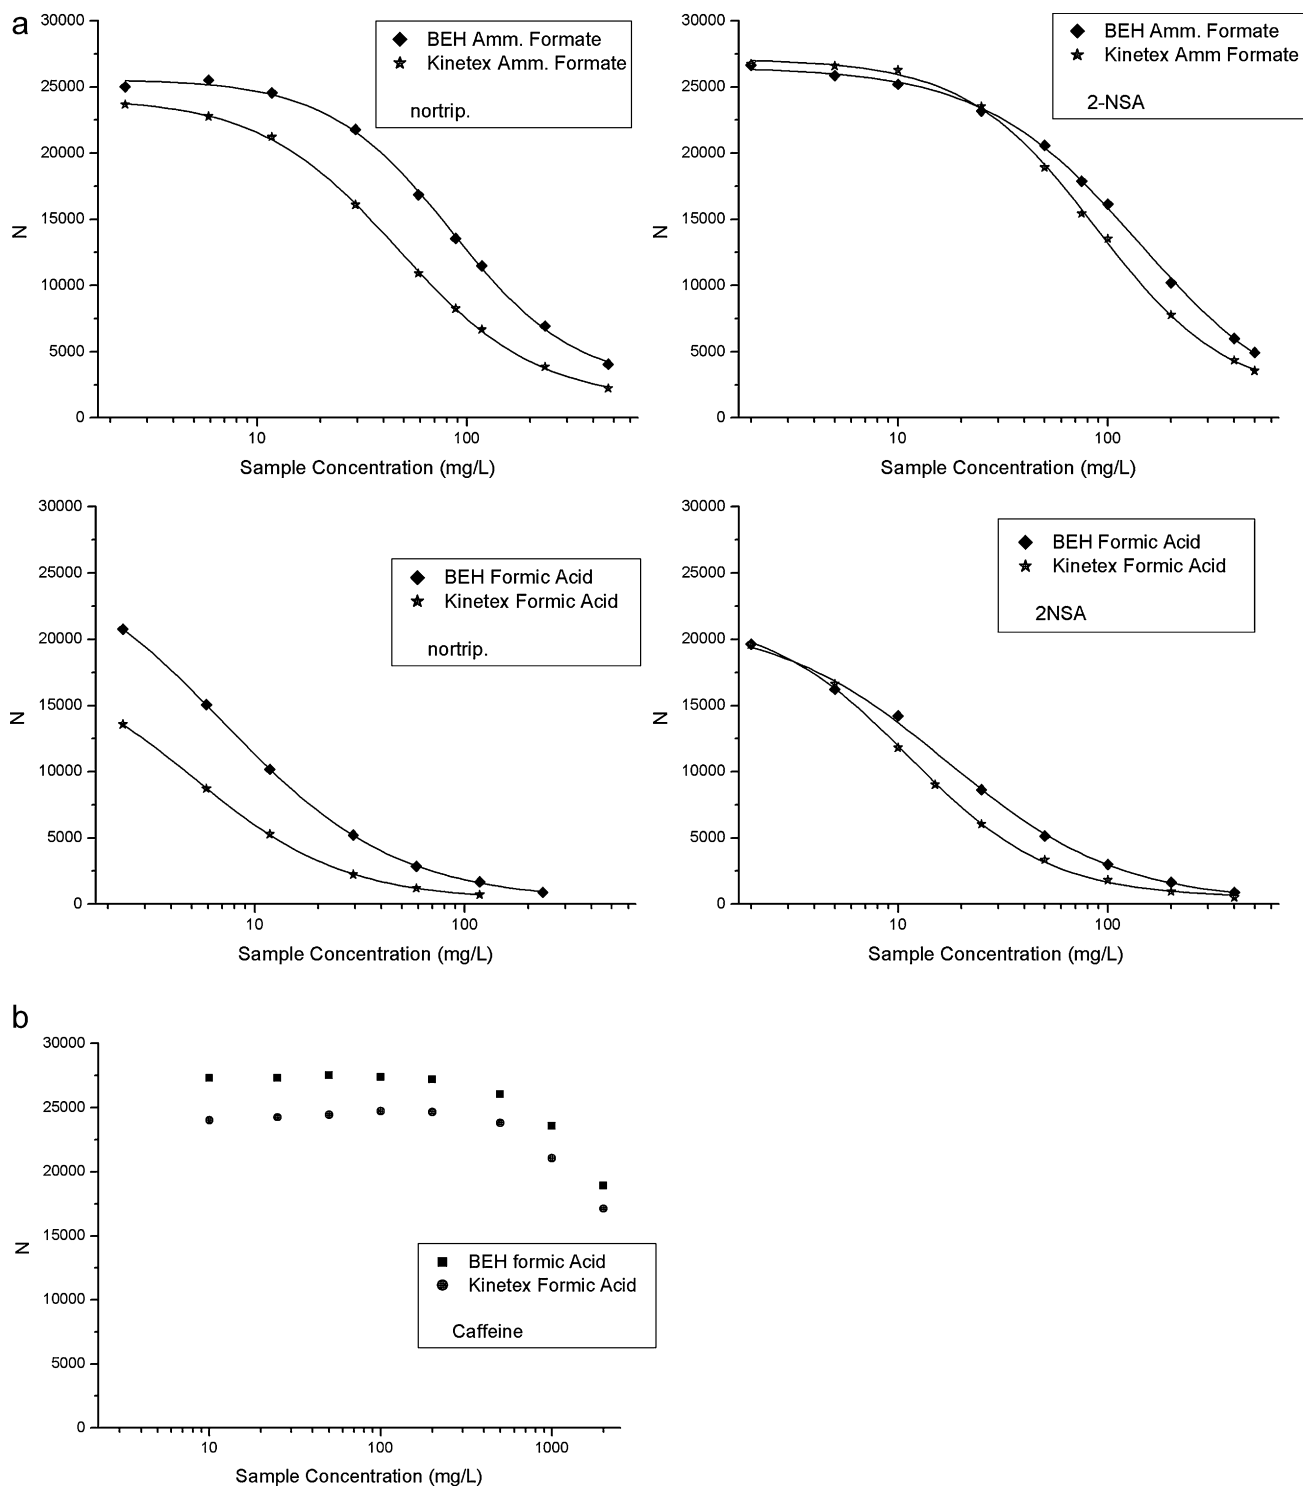 a
30000
25000
20000
15000
10000
5000
0
N
10
100
Sample Concentration (mg/L)
BEH Amm. Formate
Kinetex Amm. Formate
nortrip.
30000
25000
20000
15000
10000
5000
0
N
10
100
Sample Concentration (mg/L)
BEH Amm. Formate
Kinetex Amm Formate
2-NSA
30000
25000
20000
15000
10000
5000
0
N
10
100
Sample Concentration (mg/L)
BEH Formic Acid
Kinetex Formic Acid
nortrip.
30000
25000
20000
15000
10000
5000
0
N
10
100
Sample Concentration (mg/L)
BEH Formic Acid
Kinetex Formic Acid
2NSA
b
30000
25000
20000
15000
10000
5000
0
N
10
100
1000
Sample Concentration (mg/L)
BEH formic Acid
Kinetex Formic Acid
Caffeine